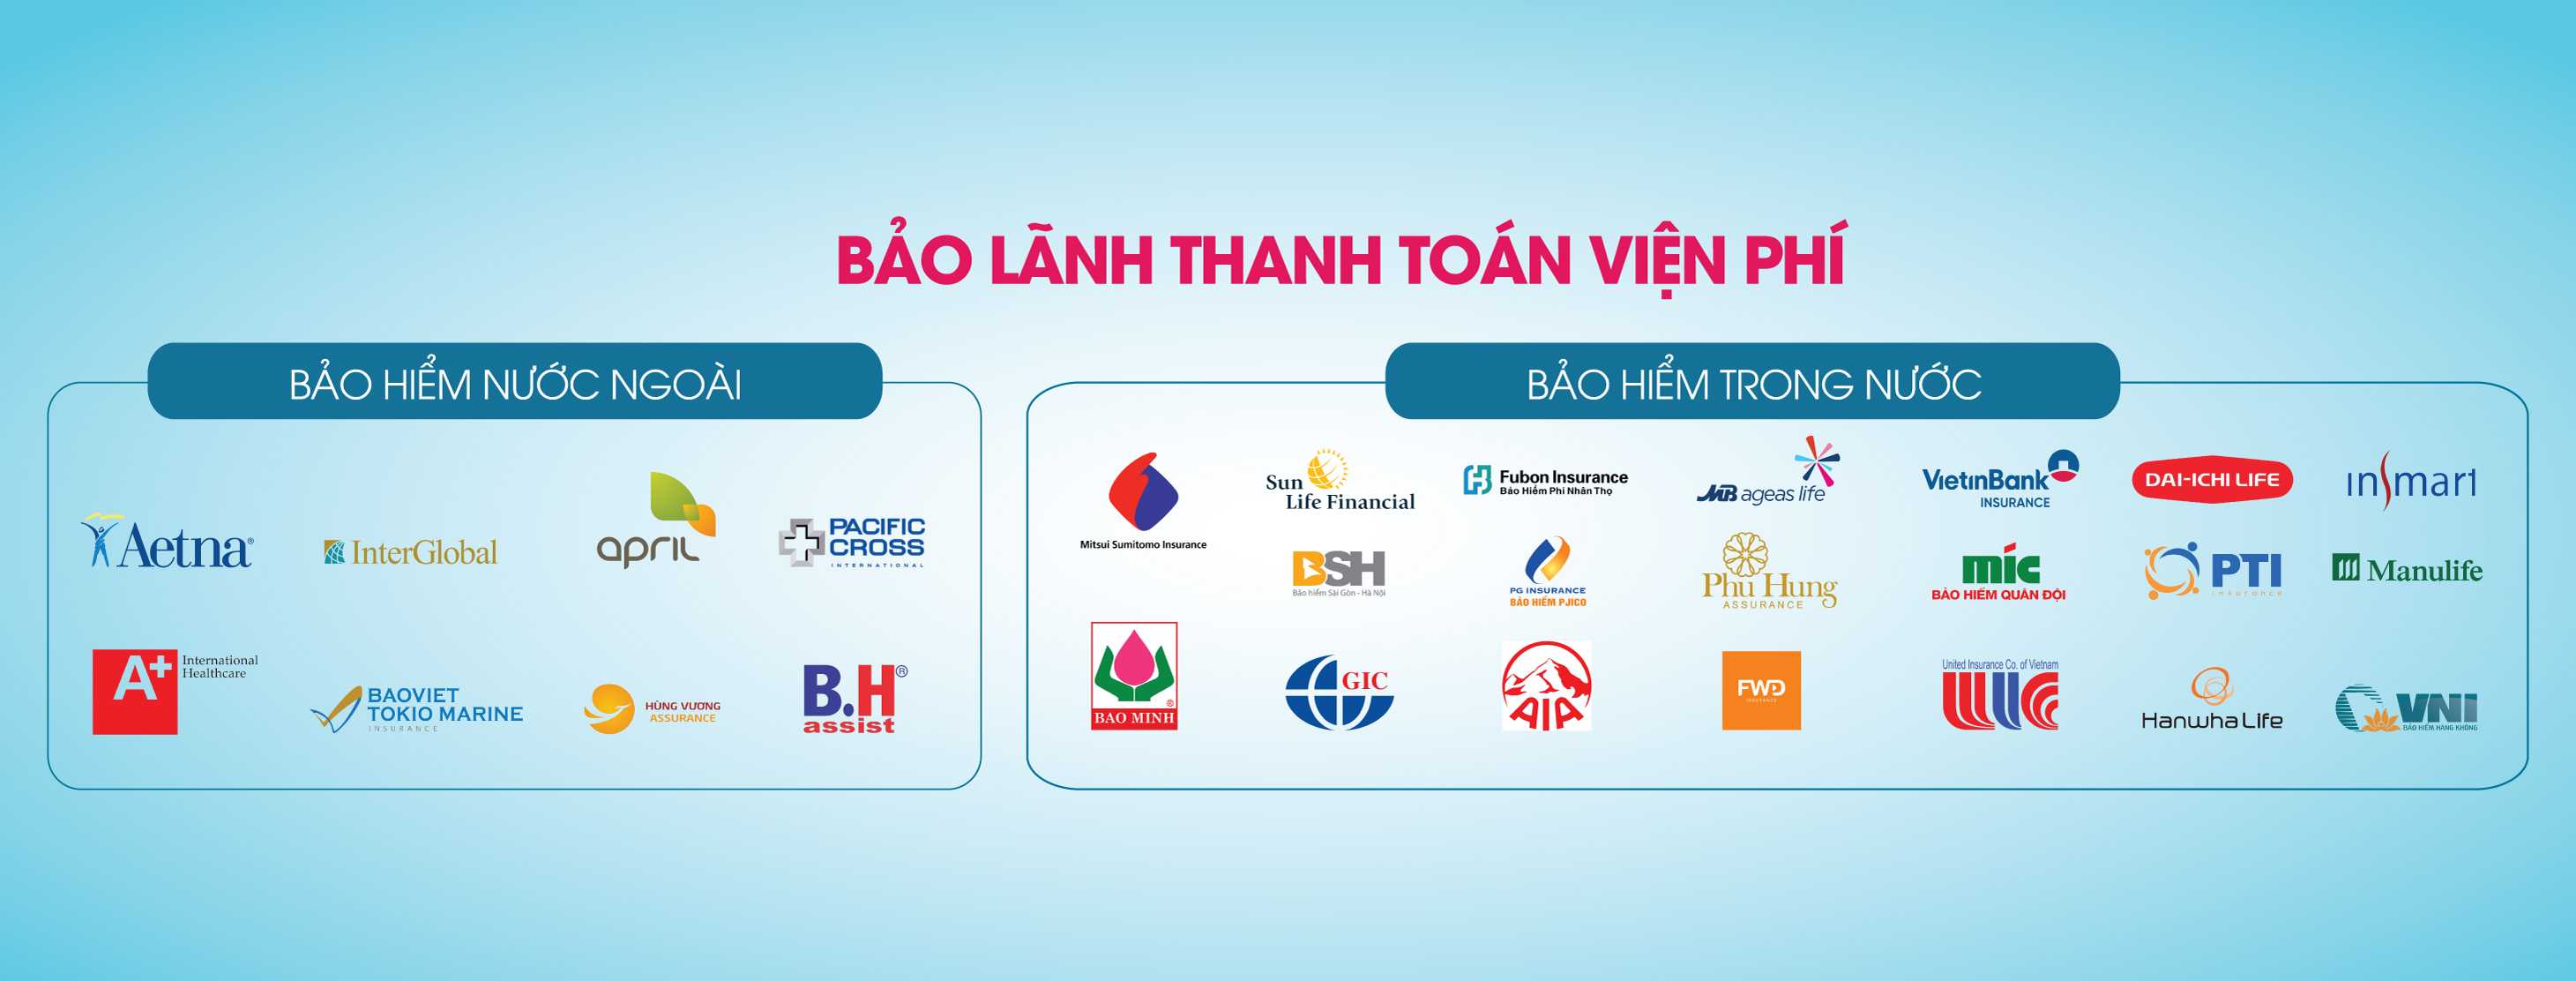 BẢO LÃNH THANH TOÁN VIỆN PHÍ
BẢO HIỂM NƯỚC NGOÀI
Aetna®
InterGlobal
april
PACIFIC
CROSS
INTERNATIONAL
A+
International
Healthcare
BAOVIET
TOKIO MARINE
INSURANCE
HÙNG VƯƠNG
ASSURANCE
B.H®
assist
BẢO HIỂM TRONG NƯỚC
Mitsui Sumitomo Insurance
Sun
Life Financial
Fubon Insurance
Bảo Hiểm Phi Nhân Thọ
MB ageas life
VietinBank
INSURANCE
DAI-ICHI LIFE
insmart
BSH
Bảo hiểm Sài Gòn - Hà Nội
PG INSURANCE
BẢO HIỂM PJICO
Phu Hung
ASSURANCE
míc
BẢO HIỂM QUÂN ĐỘI
PTI
insurance
Manulife
®
BAO MINH
GIC
AIA
FWD
INSURANCE
United Insurance Co. of Vietnam
UIC
Hanwha Life
VNI
BẢO HIỂM HÀNG KHÔNG